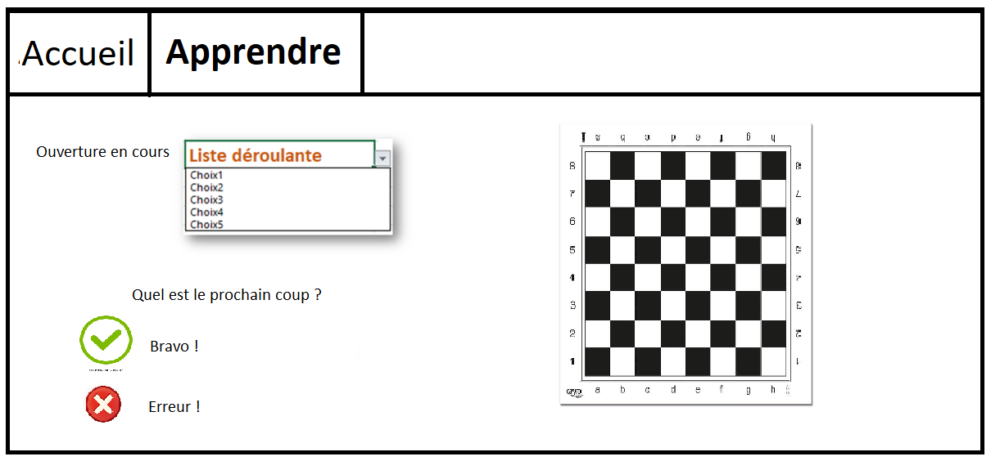 Accueil
Apprendre
Ouverture en cours
Liste déroulante
Choix1
Choix2
Choix3
Choix4
Choix5
Quel est le prochain coup ?
Bravo !
Erreur !
a b c d e f g h
8 8
7 7
6 6
5 5
4 4
3 3
2 2
1 1
a b c d e f g h